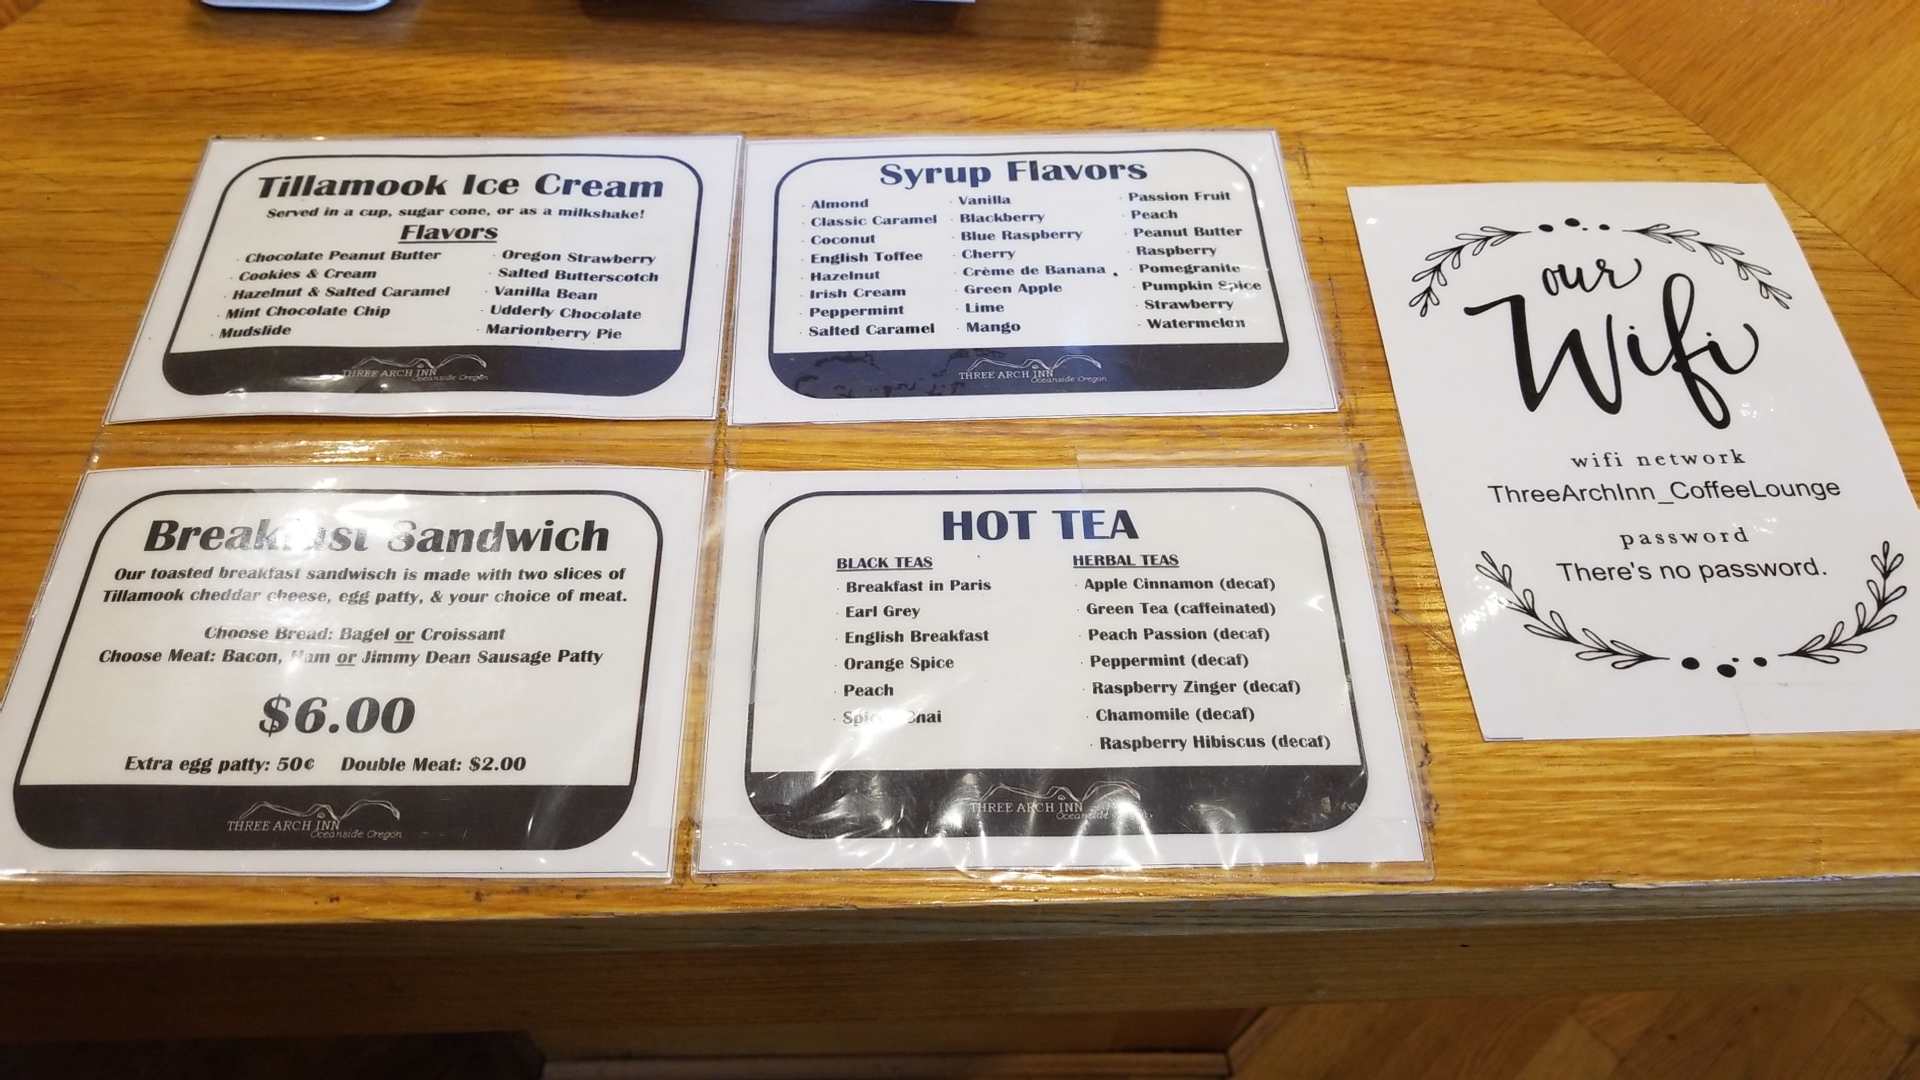 Tillamook Ice Cream
Served in a cup, sugar cone, or as a milkshake!
Flavors
· Chocolate Peanut Butter
· Cookies & Cream
· Hazelnut & Salted Caramel
· Mint Chocolate Chip
· Mudslide
· Oregon Strawberry
· Salted Butterscotch
· Vanilla Bean
· Udderly Chocolate
· Marionberry Pie
THREE ARCH INN
Oceanside Oregon
Syrup Flavors
· Almond
· Classic Caramel
· Coconut
· English Toffee
· Hazelnut
· Irish Cream
· Peppermint
· Salted Caramel
· Vanilla
· Blackberry
· Blue Raspberry
· Cherry
· Crème de Banana
· Green Apple
· Lime
· Mango
· Passion Fruit
· Peach
· Peanut Butter
· Raspberry
· Pomegranite
· Pumpkin Spice
· Strawberry
· Watermelon
THREE ARCH INN
Oceanside Oregon
Breakfast Sandwich
Our toasted breakfast sandwisch is made with two slices of
Tillamook cheddar cheese, egg patty, & your choice of meat.
Choose Bread: Bagel or Croissant
Choose Meat: Bacon, Ham or Jimmy Dean Sausage Patty
$6.00
Extra egg patty: 50¢ Double Meat: $2.00
THREE ARCH INN
Oceanside Oregon
HOT TEA
BLACK TEAS
· Breakfast in Paris
· Earl Grey
· English Breakfast
· Orange Spice
· Peach
· Chai
HERBAL TEAS
· Apple Cinnamon (decaf)
· Green Tea (caffeinated)
· Peach Passion (decaf)
· Peppermint (decaf)
· Raspberry Zinger (decaf)
· Chamomile (decaf)
· Raspberry Hibiscus (decaf)
THREE ARCH INN
Oceanside
our
Wifi
wifi network
ThreeArchInn_CoffeeLounge
password
There's no password.